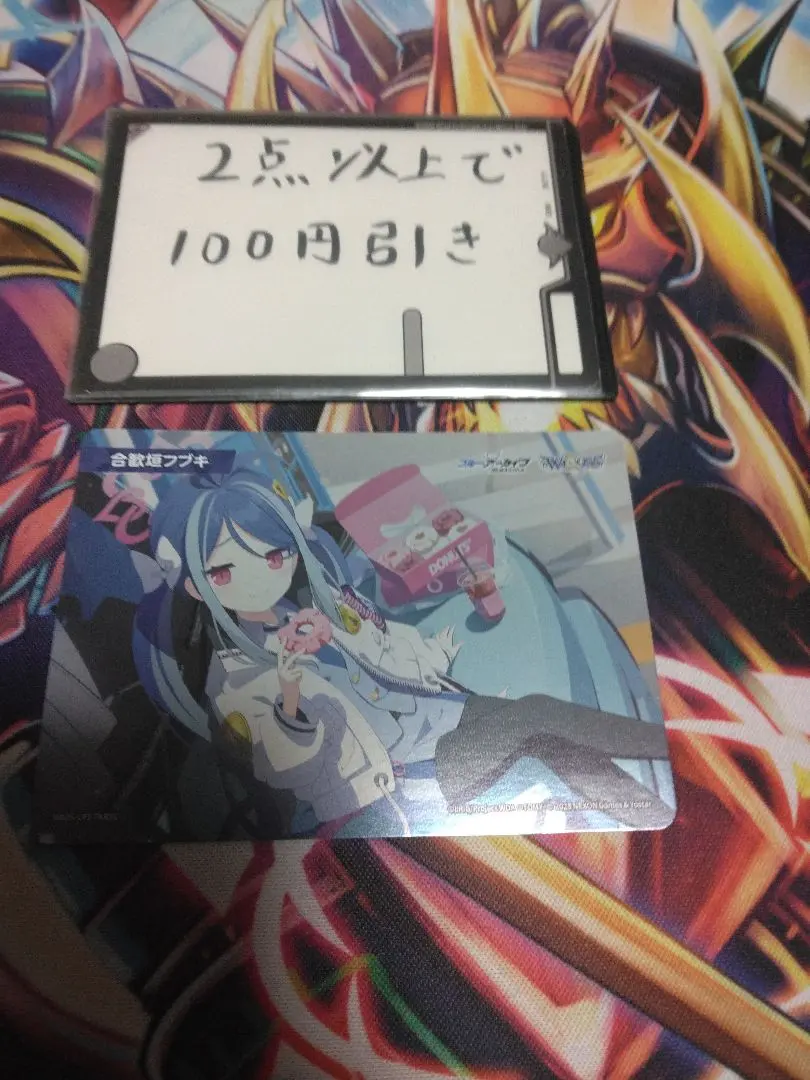 2点以上で
100円引き
合歓垣フブキ
ブルーアーカイブ
DONUTS